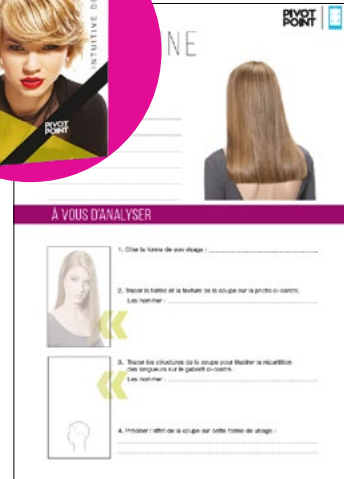 PIVOT
POINT
NE
INTUITIVE DE
PIVOT
POINT
À VOUS D'ANALYSER
1. Citer la forme de son visage :
2. Tracer la forme et la texture de la coupe sur la photo ci-contre.
Les nommer :
3. Tracer les structures de la coupe pour illustrer la répartition
des longueurs sur le gabarit ci-contre.
Les nommer :
4. Préciser l'effet de la coupe sur cette forme de visage :